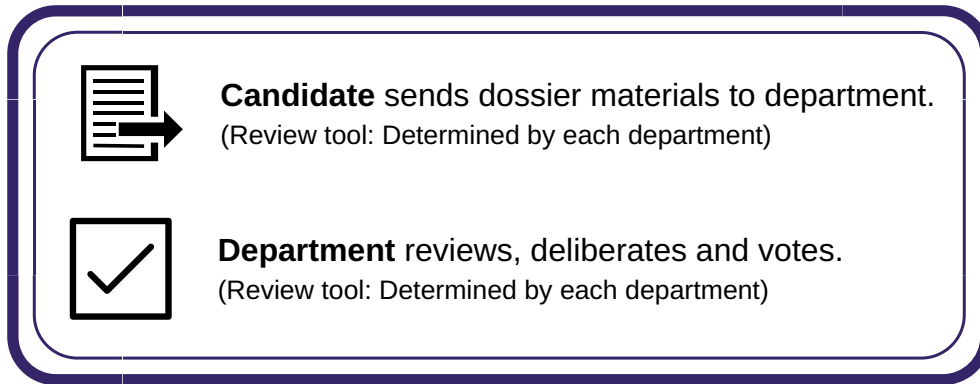 Candidate sends dossier materials to department.
(Review tool: Determined by each department)
Department reviews, deliberates and votes.
(Review tool: Determined by each department)